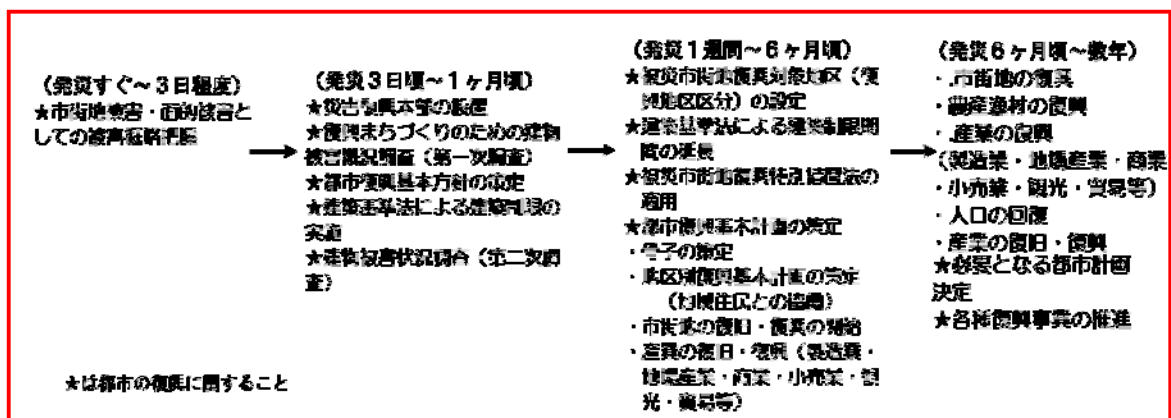 （発災すぐ～3日程度）
★市街地被害・面的被害と
しての被害概略把握
（発災3日頃～1ヶ月頃）
★災害復興本部の設置
★復興まちづくりのための建物
被害概況調査（第一次調査）
★都市復興基本方針の策定
★建築基準法による建築制限の
実施
★建物被害状況調査（第二次調
査）
（発災1週間～6ヶ月頃）
★被災市街地復興対象地区（復
興地区区分）の設定
★建築基準法による建築制限期
間の延長
★被災市街地復興特別措置法の
適用
★都市復興基本計画の策定
・骨子の策定
・地区別復興基本計画の策定
（地域住民との協働）
・市街地の復旧・復興の開始
・産業の復旧・復興（製造業・
地場産業・商業・小売業・観
光・貿易等）
（発災6ヶ月頃～数年）
・市街地の復興
・農産漁村の復興
・産業の復興
（製造業・地場産業・商業
・小売業・観光・貿易等）
・人口の回復
・産業の復旧・復興
★必要となる都市計画
決定
★各種復興事業の推進
★は都市の復興に関すること